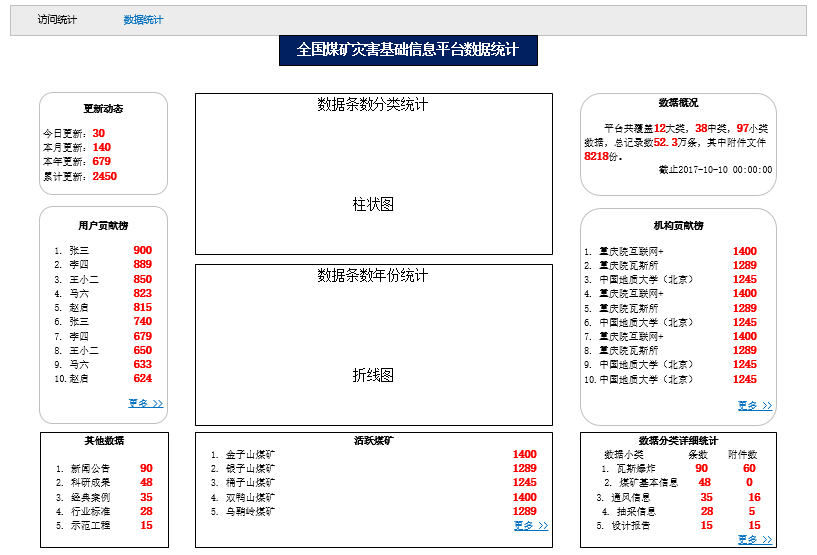 访问统计 数据统计
全国煤矿灾害基础信息平台数据统计
更新动态
今日更新：30
本月更新：140
本年更新：679
累计更新：2450
用户贡献榜
1. 张三 900
2. 李四 889
3. 王小二 850
4. 马六 823
5. 赵启 815
6. 张三 740
7. 李四 679
8. 王小二 650
9. 马六 633
10. 赵启 624
更多 >>
其他数据
1. 新闻公告 90
2. 科研成果 48
3. 经典案例 35
4. 行业标准 28
5. 示范工程 15
数据条数分类统计
柱状图
数据条数年份统计
折线图
活跃煤矿
1. 金子山煤矿 1400
2. 银子山煤矿 1289
3. 桶子山煤矿 1245
4. 双鸭山煤矿 1400
5. 乌鞘岭煤矿 1289
更多 >>
数据概况
平台共覆盖12大类，38中类，97小类
数据，总记录数52.3万条，其中附件文件
8218份。
截止2017-10-10 00:00:00
机构贡献榜
1. 重庆院互联网+ 1400
2. 重庆院瓦斯所 1289
3. 中国地质大学（北京） 1245
4. 重庆院互联网+ 1400
5. 重庆院瓦斯所 1289
6. 中国地质大学（北京） 1245
7. 重庆院互联网+ 1400
8. 重庆院瓦斯所 1289
9. 中国地质大学（北京） 1245
10. 中国地质大学（北京） 1245
更多 >>
数据分类详细统计
数据小类 条数 附件数
1. 瓦斯爆炸 90 60
2. 煤矿基本信息 48 0
3. 通风信息 35 16
4. 抽采信息 28 5
5. 设计报告 15 15
更多 >>